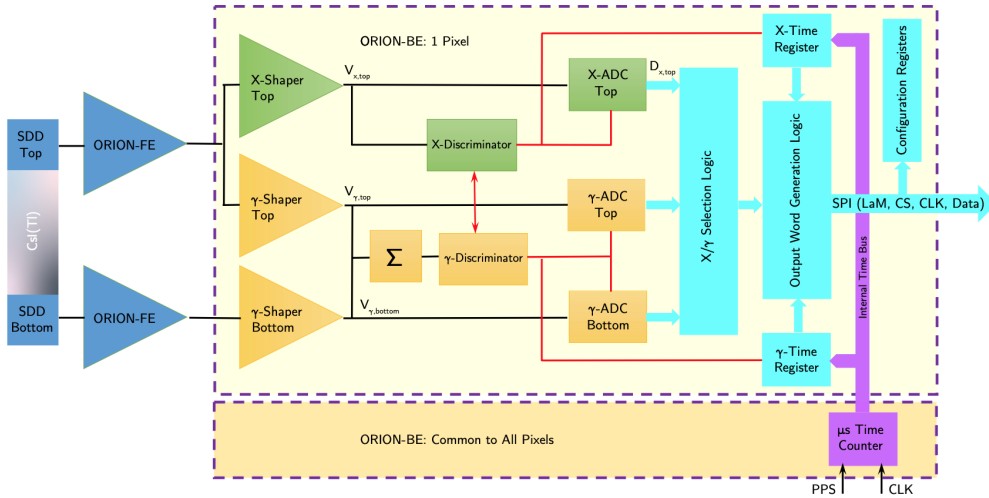 ORION-BE: 1 Pixel
X-Shaper
Top
V x,top
X-ADC
Top
D x,top
X-Time
Register
Configuration Registers
SDD
Top
ORION-FE
X-Discriminator
CsI(Tl)
γ-Shaper
Top
V γ,top
γ-ADC
Top
X/γ Selection Logic
Output Word Generation Logic
SPI (LaM, CS, CLK, Data)
Σ
γ-Discriminator
Internal Time Bus
SDD
Bottom
ORION-FE
γ-Shaper
Bottom
V γ,bottom
γ-ADC
Bottom
γ-Time
Register
ORION-BE: Common to All Pixels
μs Time
Counter
PPS
CLK